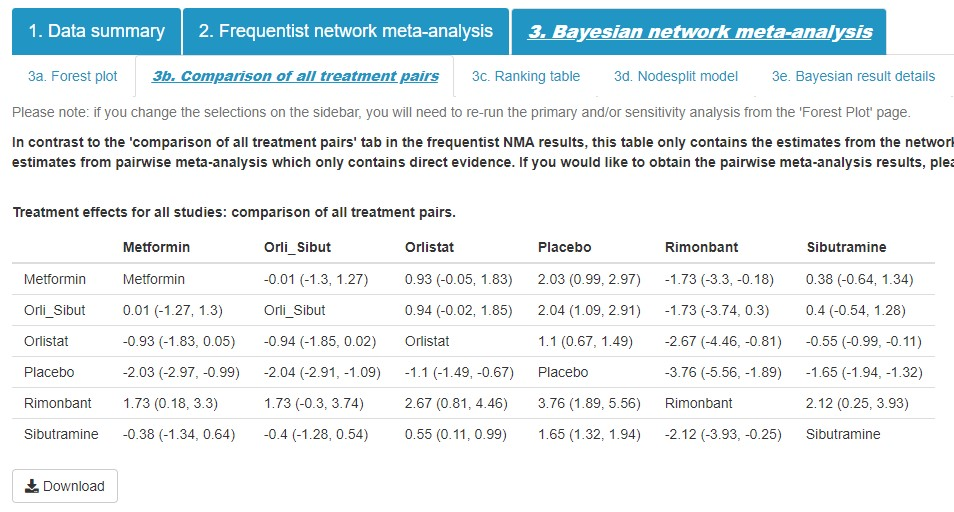 1. Data summary 2. Frequentist network meta-analysis 3. Bayesian network meta-analysis
3a. Forest plot 3b. Comparison of all treatment pairs 3c. Ranking table 3d. Nodesplit model 3e. Bayesian result details
Please note: if you change the selections on the sidebar, you will need to re-run the primary and/or sensitivity analysis from the 'Forest Plot' page.
In contrast to the 'comparison of all treatment pairs' tab in the frequentist NMA results, this table only contains the estimates from the network
estimates from pairwise meta-analysis which only contains direct evidence. If you would like to obtain the pairwise meta-analysis results, plea
Treatment effects for all studies: comparison of all treatment pairs.
Metformin Orli_Sibut Orlistat Placebo Rimonbant Sibutramine
Metformin Metformin -0.01 (-1.3, 1.27) 0.93 (-0.05, 1.83) 2.03 (0.99, 2.97) -1.73 (-3.3, -0.18) 0.38 (-0.64, 1.34)
Orli_Sibut 0.01 (-1.27, 1.3) Orli_Sibut 0.94 (-0.02, 1.85) 2.04 (1.09, 2.91) -1.73 (-3.74, 0.3) 0.4 (-0.54, 1.28)
Orlistat -0.93 (-1.83, 0.05) -0.94 (-1.85, 0.02) Orlistat 1.1 (0.67, 1.49) -2.67 (-4.46, -0.81) -0.55 (-0.99, -0.11)
Placebo -2.03 (-2.97, -0.99) -2.04 (-2.91, -1.09) -1.1 (-1.49, -0.67) Placebo -3.76 (-5.56, -1.89) -1.65 (-1.94, -1.32)
Rimonbant 1.73 (0.18, 3.3) 1.73 (-0.3, 3.74) 2.67 (0.81, 4.46) 3.76 (1.89, 5.56) Rimonbant 2.12 (0.25, 3.93)
Sibutramine -0.38 (-1.34, 0.64) -0.4 (-1.28, 0.54) 0.55 (0.11, 0.99) 1.65 (1.32, 1.94) -2.12 (-3.93, -0.25) Sibutramine
Download